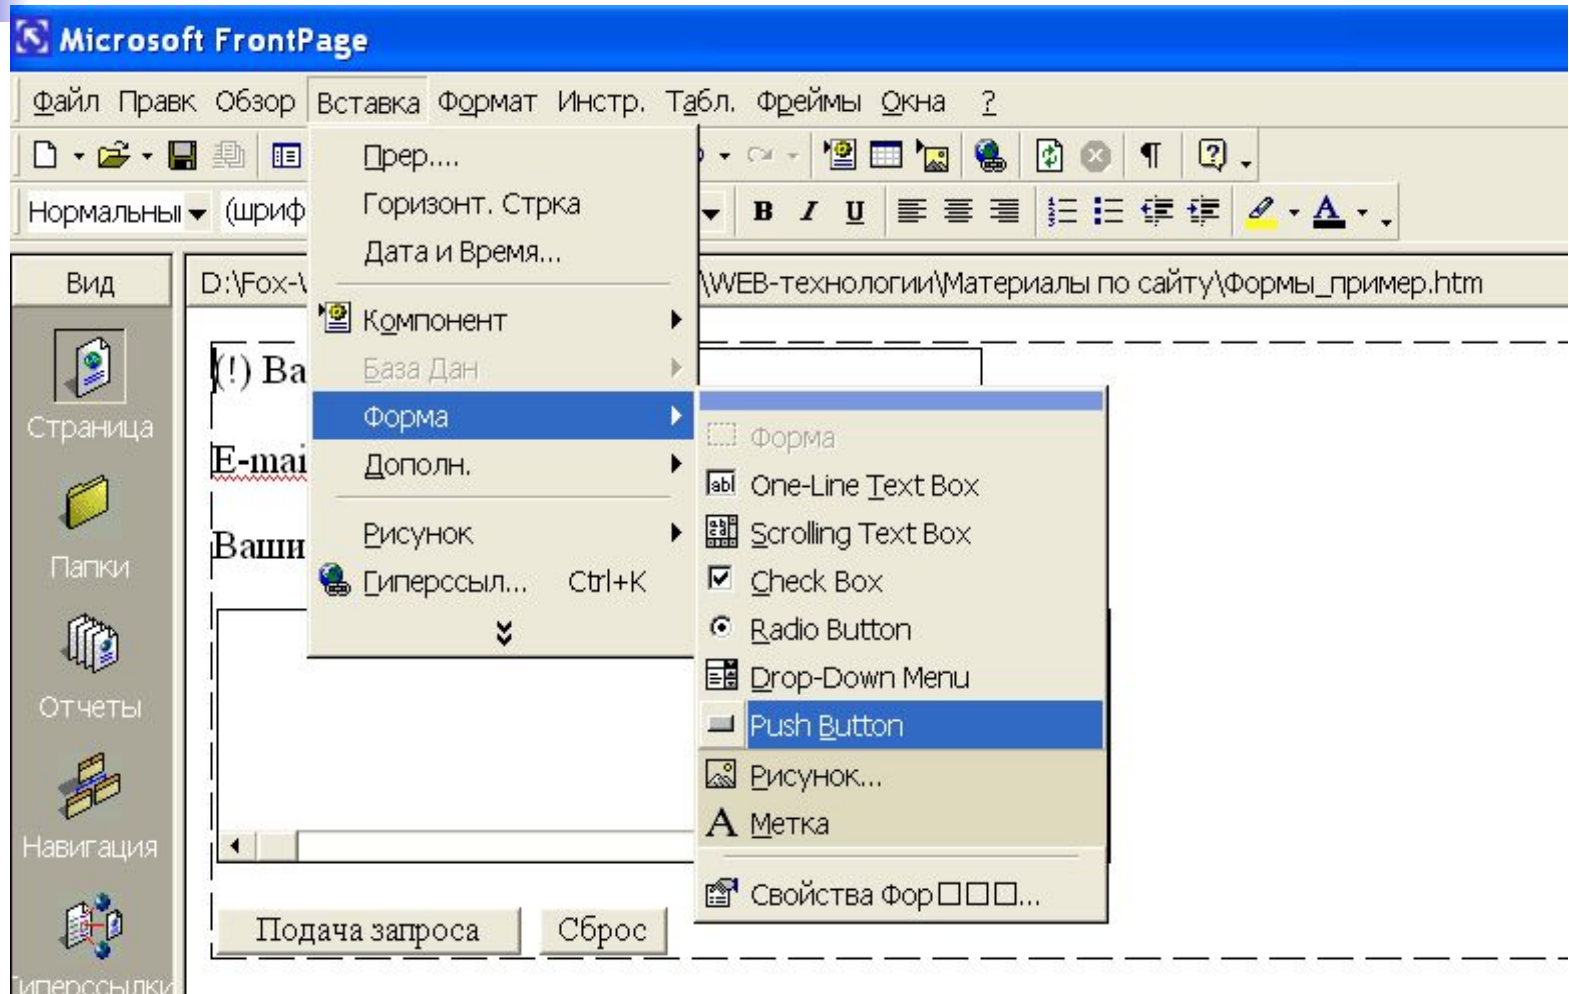 Microsoft FrontPage
Файл Правк Обзор Вставка Формат Инстр. Табл. Фреймы Окна ?
Нормальны (шриф
B I U A
Прер....
Горизонт. Стрка
Дата и Время...
Компонент
База Дан
Форма
Дополн.
Рисунок
Гиперссыл... Ctrl+K
Форма
One-Line Text Box
Scrolling Text Box
Check Box
Radio Button
Drop-Down Menu
Push Button
Рисунок...
A Метка
Свойства Фор□□□...
Вид
Страница
Папки
Отчеты
Навигация
Гиперссылки
D:\Fox-\ \WEB-технологии\Материалы по сайту\Формы_пример.htm
(!) Ва
E-mai
Ваши
Подача запроса Сброс